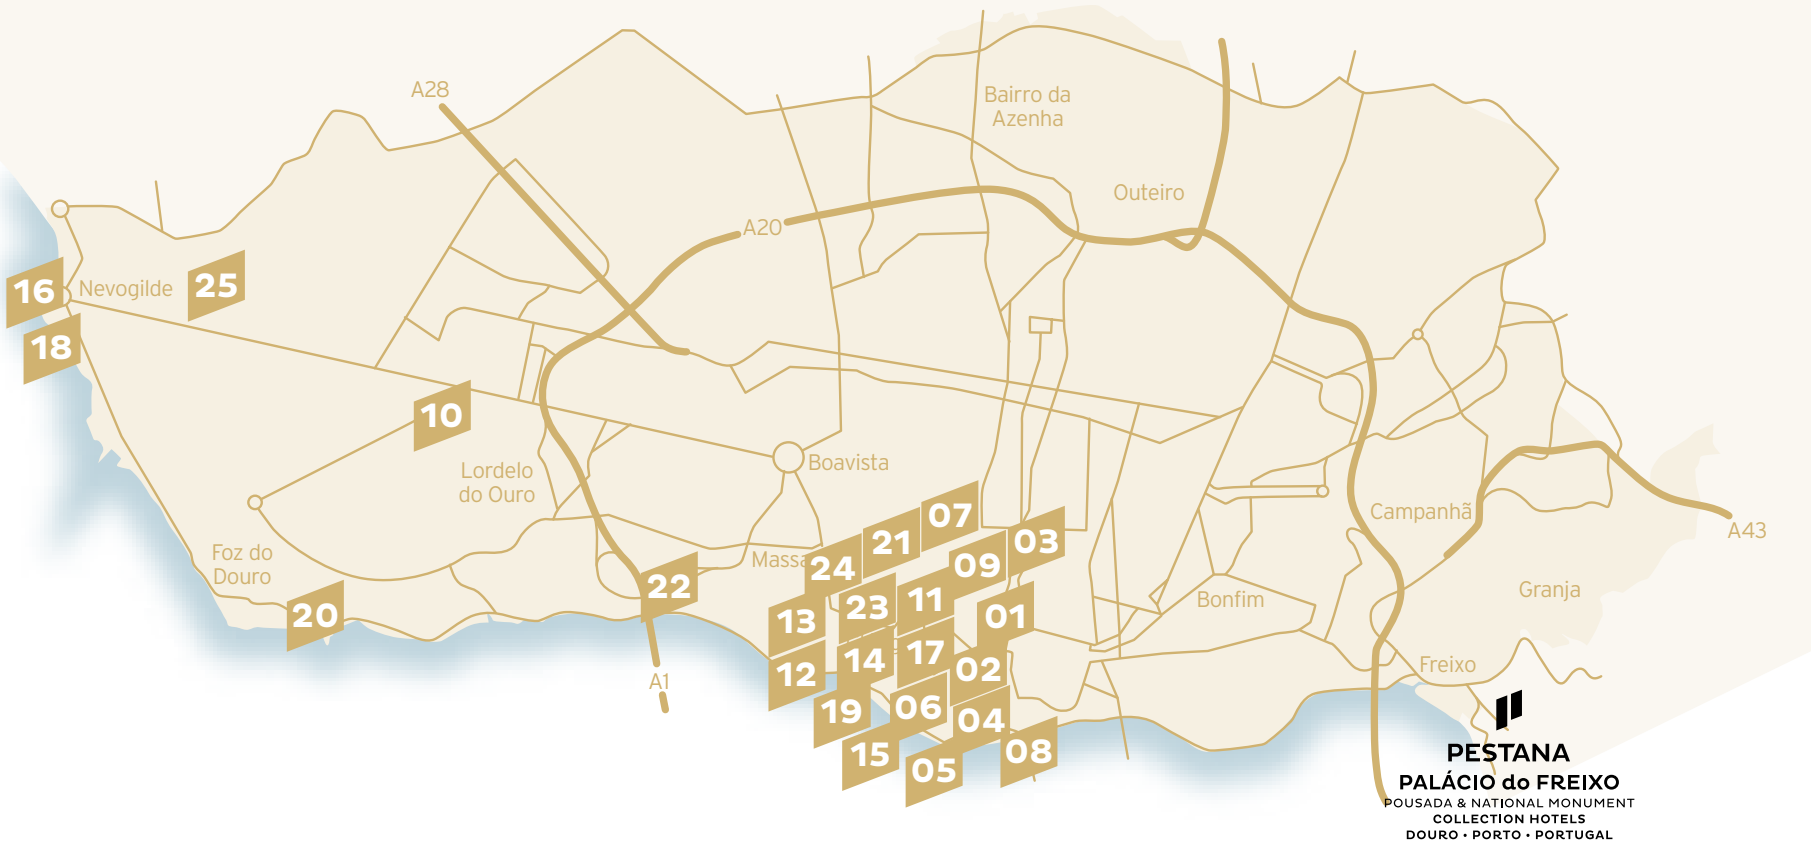 A28
Bairro da
Azenha
Outeiro
A20
16
Nevogilde
25
18
10
Boavista
Lordelo
do Ouro
07
Campanhã
A43
21
03
Foz do
Douro
Massa
24
09
22
Granja
20
13
23
11
01
Bonfim
12
14
17
02
Freixo
A1
19
06
04
15
05
08
PESTANA
PALÁCIO do FREIXO
POUSADA & NATIONAL MONUMENT
COLLECTION HOTELS
DOURO • PORTO • PORTUGAL